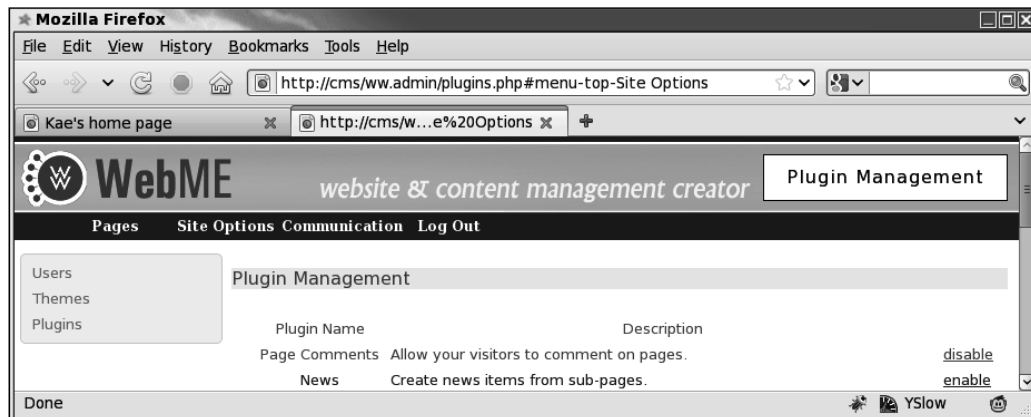 Mozilla Firefox
File Edit View History Bookmarks Tools Help
http://cms/ww.admin/plugins.php#menu-top-Site Options
Kae's home page http://cms/w...e%20Options
W WebME website & content management creator Plugin Management
Pages Site Options Communication Log Out
Users
Themes
Plugins
Plugin Management
Plugin Name Description
Page Comments Allow your visitors to comment on pages. disable
News Create news items from sub-pages. enable
Done YSlow